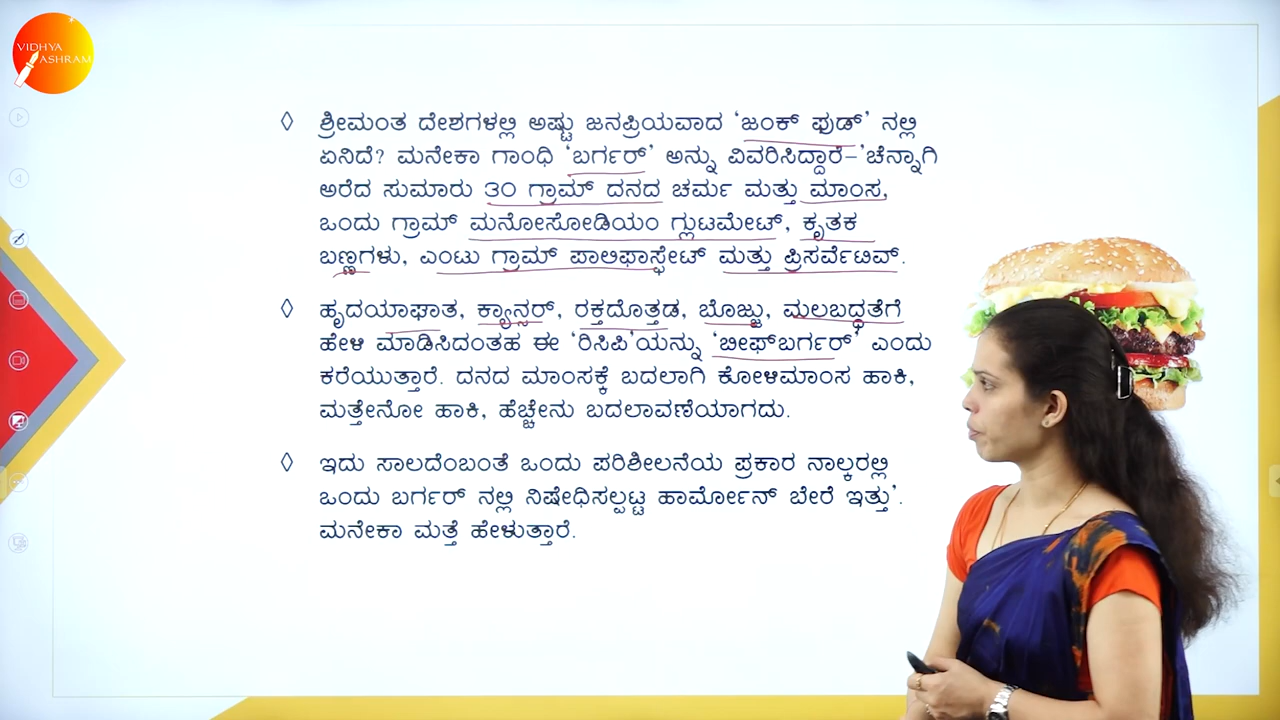 VIDHYA
ASHRAM
◊ ಶ್ರೀಮಂತ ದೇಶಗಳಲ್ಲಿ ಅಷ್ಟು ಜನಪ್ರಿಯವಾದ ‘ಜಂಕ್ ಫುಡ್’ ನಲ್ಲಿ
ಏನಿದೆ? ಮನೇಕಾ ಗಾಂಧಿ ‘ಬರ್ಗರ್’ ಅನ್ನು ವಿವರಿಸಿದ್ದಾರೆ–‘ಚೆನ್ನಾಗಿ
ಅರೆದ ಸುಮಾರು ೩೦ ಗ್ರಾಮ್ ದನದ ಚರ್ಮ ಮತ್ತು ಮಾಂಸ,
ಒಂದು ಗ್ರಾಮ್ ಮನೋಸೋಡಿಯಂ ಗ್ಲುಟಮೇಟ್, ಕೃತಕ
ಬಣ್ಣಗಳು, ಎಂಟು ಗ್ರಾಮ್ ಪಾಲಿಫಾಸ್ಫೇಟ್ ಮತ್ತು ಪ್ರಿಸರ್ವೆಟಿವ್.
◊ ಹೃದಯಾಘಾತ, ಕ್ಯಾನ್ಸರ್, ರಕ್ತದೊತ್ತಡ, ಬೊಜ್ಜು, ಮಲಬದ್ಧತೆಗೆ
ಹೇಳಿ ಮಾಡಿಸಿದಂತಹ ಈ ‘ರಿಸಿಪಿ’ಯನ್ನು ‘ಬೀಫ್‌ಬರ್ಗರ್’ ಎಂದು
ಕರೆಯುತ್ತಾರೆ. ದನದ ಮಾಂಸಕ್ಕೆ ಬದಲಾಗಿ ಕೋಳಿಮಾಂಸ ಹಾಕಿ,
ಮತ್ತೇನೋ ಹಾಕಿ, ಹೆಚ್ಚೇನು ಬದಲಾವಣೆಯಾಗದು.
◊ ಇದು ಸಾಲದೆಂಬಂತೆ ಒಂದು ಪರಿಶೀಲನೆಯ ಪ್ರಕಾರ ನಾಲ್ಕರಲ್ಲಿ
ಒಂದು ಬರ್ಗರ್ ನಲ್ಲಿ ನಿಷೇಧಿಸಲ್ಪಟ್ಟ ಹಾರ್ಮೋನ್ ಬೇರೆ ಇತ್ತು’.
ಮನೇಕಾ ಮತ್ತೆ ಹೇಳುತ್ತಾರೆ.